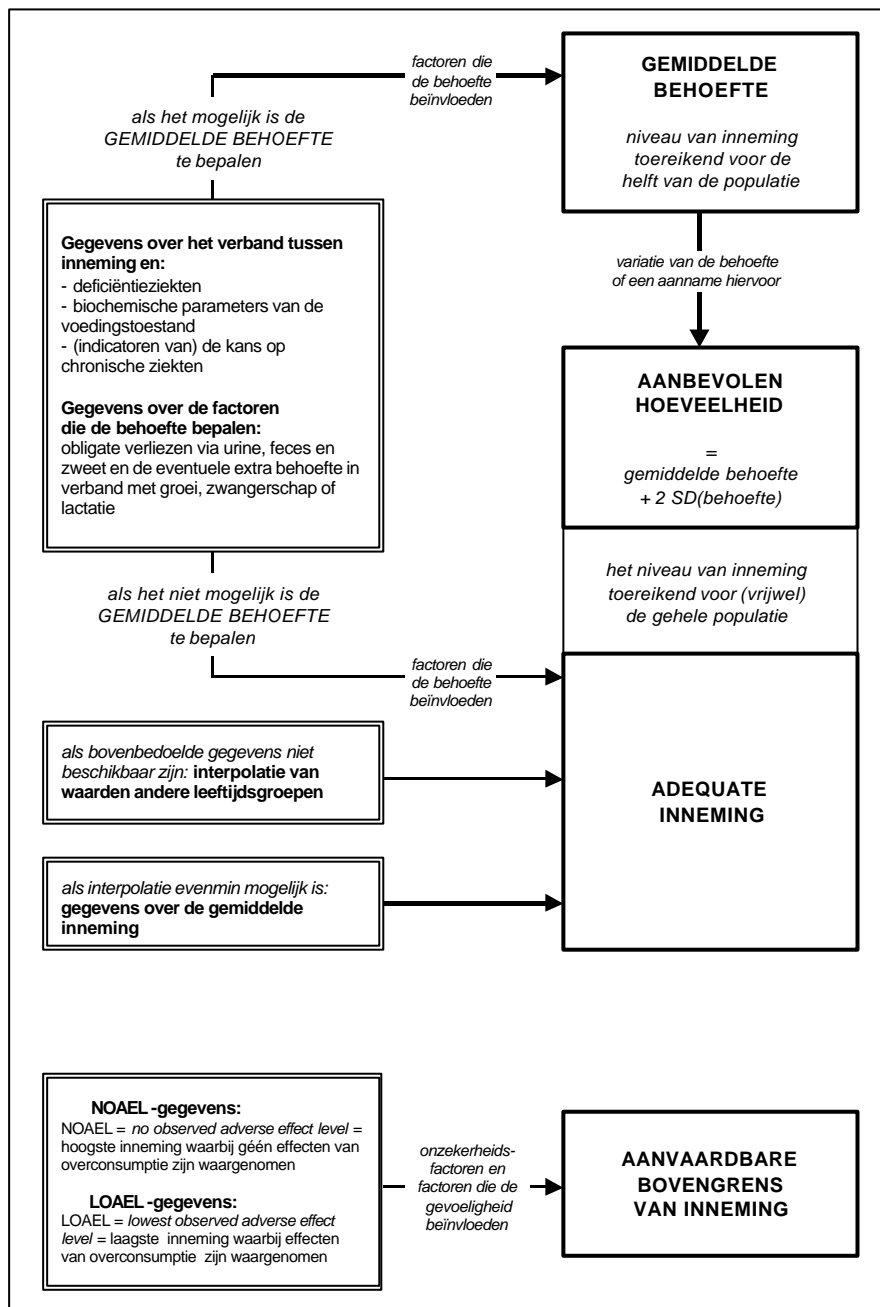 factoren die
de behoefte
beïnvloeden
GEMIDDELDE
BEHOEFTE
niveau van inneming
toereikend voor de
helft van de populatie
als het mogelijk is de
GEMIDDELDE BEHOEFTE
te bepalen
Gegevens over het verband tussen
inneming en:
- deficiëntieziekten
- biochemische parameters van de
voedingstoestand
- (indicatoren van) de kans op
chronische ziekten
Gegevens over de factoren
die de behoefte bepalen:
obligate verliezen via urine, feces en
zweet en de eventuele extra behoefte in
verband met groei, zwangerschap of
lactatie
variatie van de behoefte
of een aanname hiervoor
AANBEVOLEN
HOEVEELHEID
=
gemiddelde behoefte
+ 2 SD(behoefte)
het niveau van inneming
toereikend voor (vrijwel)
de gehele populatie
als het niet mogelijk is de
GEMIDDELDE BEHOEFTE
te bepalen
factoren die
de behoefte
beïnvloeden
als bovenbedoelde gegevens niet
beschikbaar zijn: interpolatie van
waarden andere leeftijdsgroepen
ADEQUATE
INNEMING
als interpolatie evenmin mogelijk is:
gegevens over de gemiddelde
inneming
NOAEL-gegevens:
NOAEL = no observed adverse effect level =
hoogste inneming waarbij géén effecten van
overconsumptie zijn waargenomen
LOAEL-gegevens:
LOAEL = lowest observed adverse effect
level = laagste inneming waarbij effecten
van overconsumptie zijn waargenomen
onzekerheids-
factoren en
factoren die de
gevoeligheid
beïnvloeden
AANVAARDBARE
BOVENGRENS
VAN INNEMING